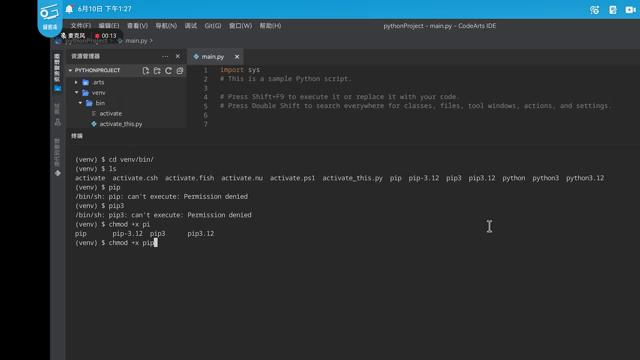 6月10日 下午1:27
录音库
文件(F) 编辑(E) 查看(V) 导航(N) 调试 Git(G) 窗口(W) 帮助(H)
pythonProject – main.py – CodeArts IDE
麦克风 00:13
pythonProject › main.py
资源管理器
main.py
PYTHONPROJECT
.arts
venv
bin
activate
activate_this.py
1 import sys
2 # This is a sample Python script.
3
4 # Press Shift+F9 to execute it or replace it with your code.
5 # Press Double Shift to search everywhere for classes, files, tool windows, actions, and settings.
6
7
终端
(venv) $ cd venv/bin/
(venv) $ ls
activate activate.csh activate.fish activate.nu activate.ps1 activate_this.py pip pip-3.12 pip3 pip3.12 python python3 python3.12
(venv) $ pip
/bin/sh: pip: can't execute: Permission denied
(venv) $ pip3
/bin/sh: pip3: can't execute: Permission denied
(venv) $ chmod +x pi
pip pip-3.12 pip3 pip3.12
(venv) $ chmod +x pip